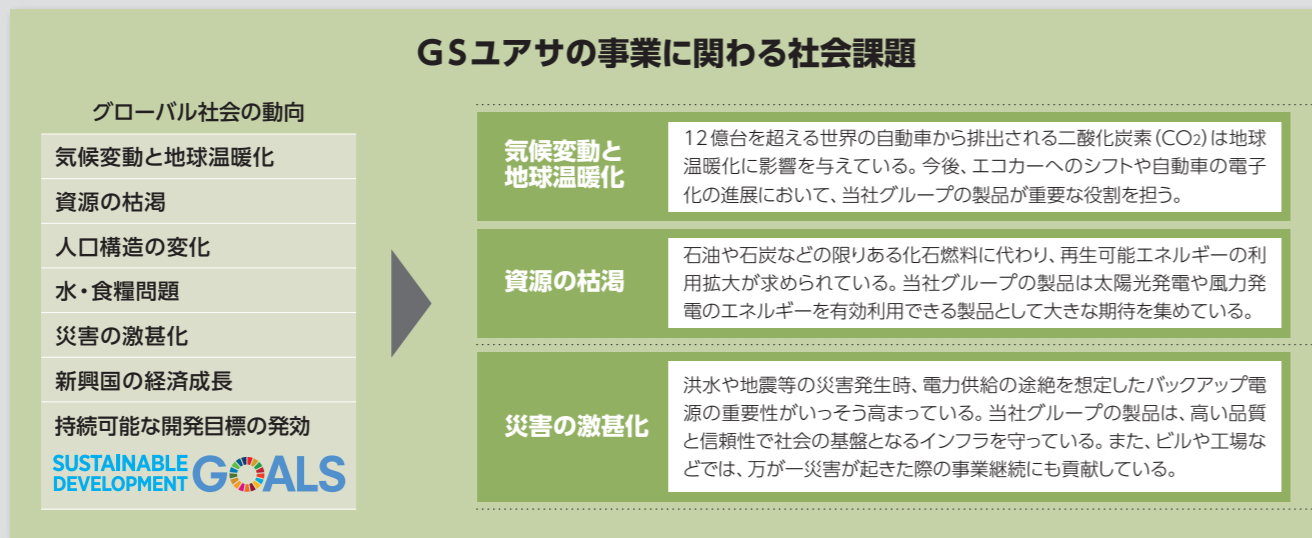 GSユアサの事業に関わる社会課題
グローバル社会の動向
気候変動と地球温暖化
資源の枯渇
人口構造の変化
水・食糧問題
災害の激甚化
新興国の経済成長
持続可能な開発目標の発効
SUSTAINABLE
DEVELOPMENT
GOALS
気候変動と
地球温暖化
12億台を超える世界の自動車から排出される二酸化炭素(CO2)は地球
温暖化に影響を与えている。今後、エコカーへのシフトや自動車の電子
化の進展において、当社グループの製品が重要な役割を担う。
資源の枯渇
石油や石炭などの限りある化石燃料に代わり、再生可能エネルギーの利
用拡大が求められている。当社グループの製品は太陽光発電や風力発
電のエネルギーを有効利用できる製品として大きな期待を集めている。
災害の激甚化
洪水や地震等の災害発生時、電力供給の途絶を想定したバックアップ電
源の重要性がいっそう高まっている。当社グループの製品は、高い品質
と信頼性で社会の基盤となるインフラを守っている。また、ビルや工場な
どでは、万が一災害が起きた際の事業継続にも貢献している。